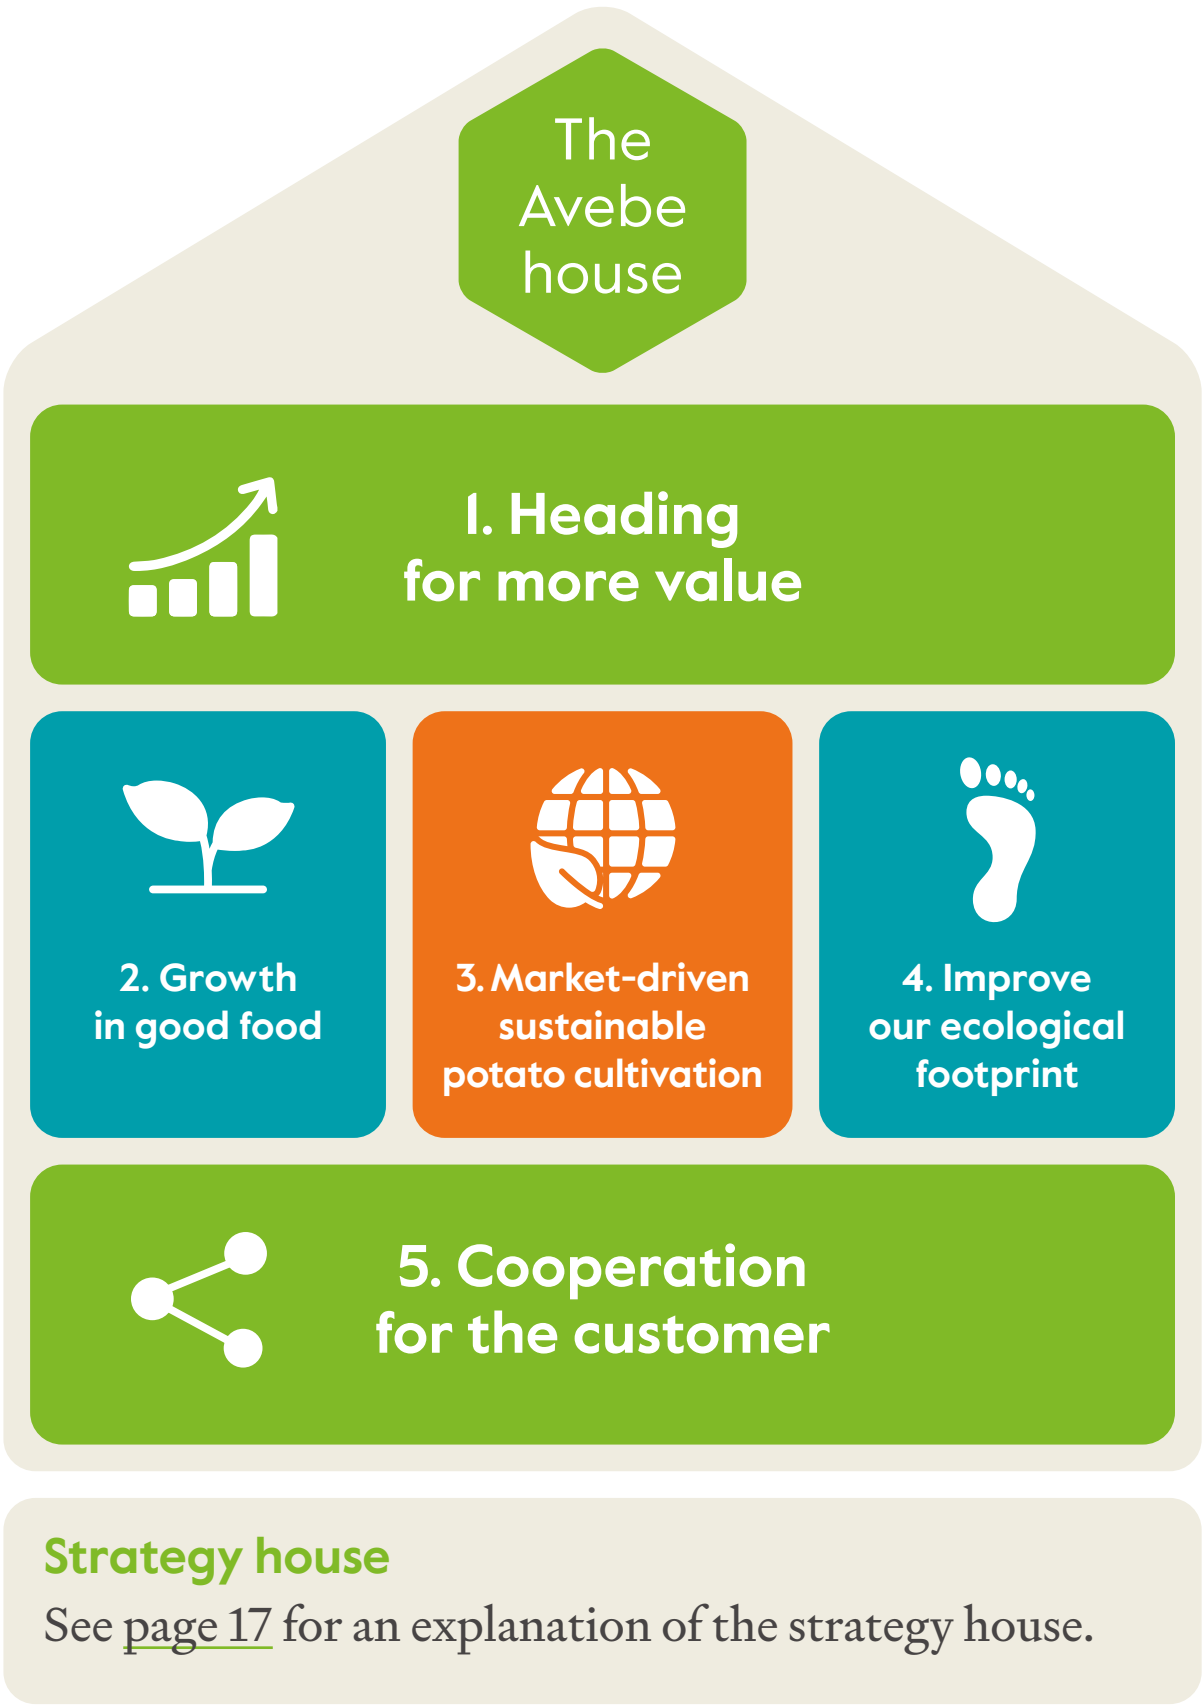 The
Avebe
house
1. Heading
for more value
2. Growth
in good food
3. Market-driven
sustainable
potato cultivation
4. Improve
our ecological
footprint
5. Cooperation
for the customer
Strategy house
See page 17 for an explanation of the strategy house.